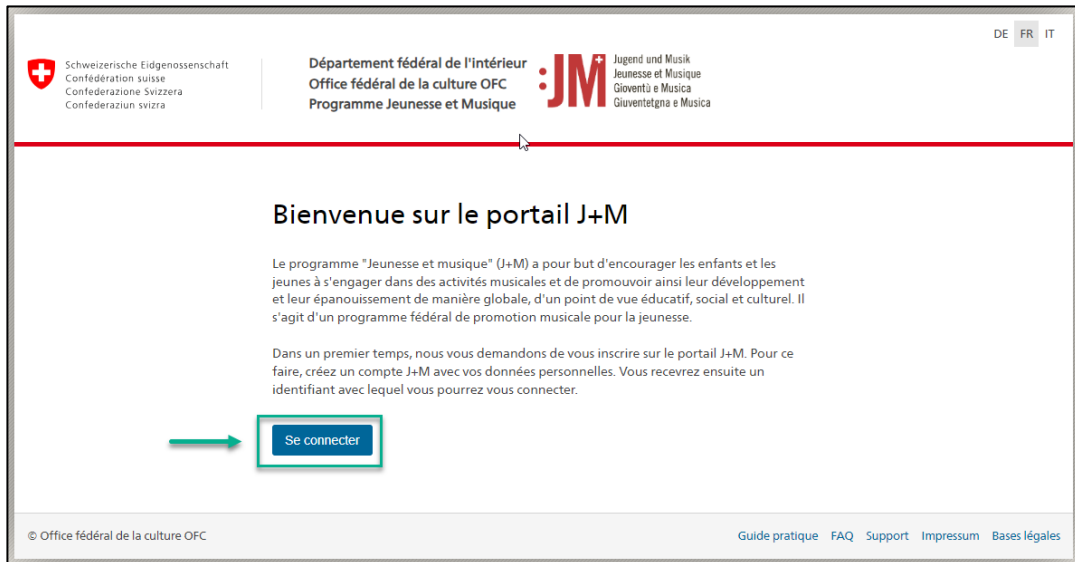 DE FR IT
Schweizerische Eidgenossenschaft
Confédération suisse
Confederazione Svizzera
Confederaziun svizra
Département fédéral de l'intérieur
Office fédéral de la culture OFC
Programme Jeunesse et Musique
:JM
Jugend und Musik
Jeunesse et Musique
Gioventù e Musica
Giuventetgna e Musica
Bienvenue sur le portail J+M
Le programme "Jeunesse et musique" (J+M) a pour but d'encourager les enfants et les
jeunes à s'engager dans des activités musicales et de promouvoir ainsi leur développement
et leur épanouissement de manière globale, d'un point de vue éducatif, social et culturel. Il
s'agit d'un programme fédéral de promotion musicale pour la jeunesse.
Dans un premier temps, nous vous demandons de vous inscrire sur le portail J+M. Pour ce
faire, créez un compte J+M avec vos données personnelles. Vous recevrez ensuite un
identifiant avec lequel vous pourrez vous connecter.
Se connecter
© Office fédéral de la culture OFC
Guide pratique FAQ Support Impressum Bases légales